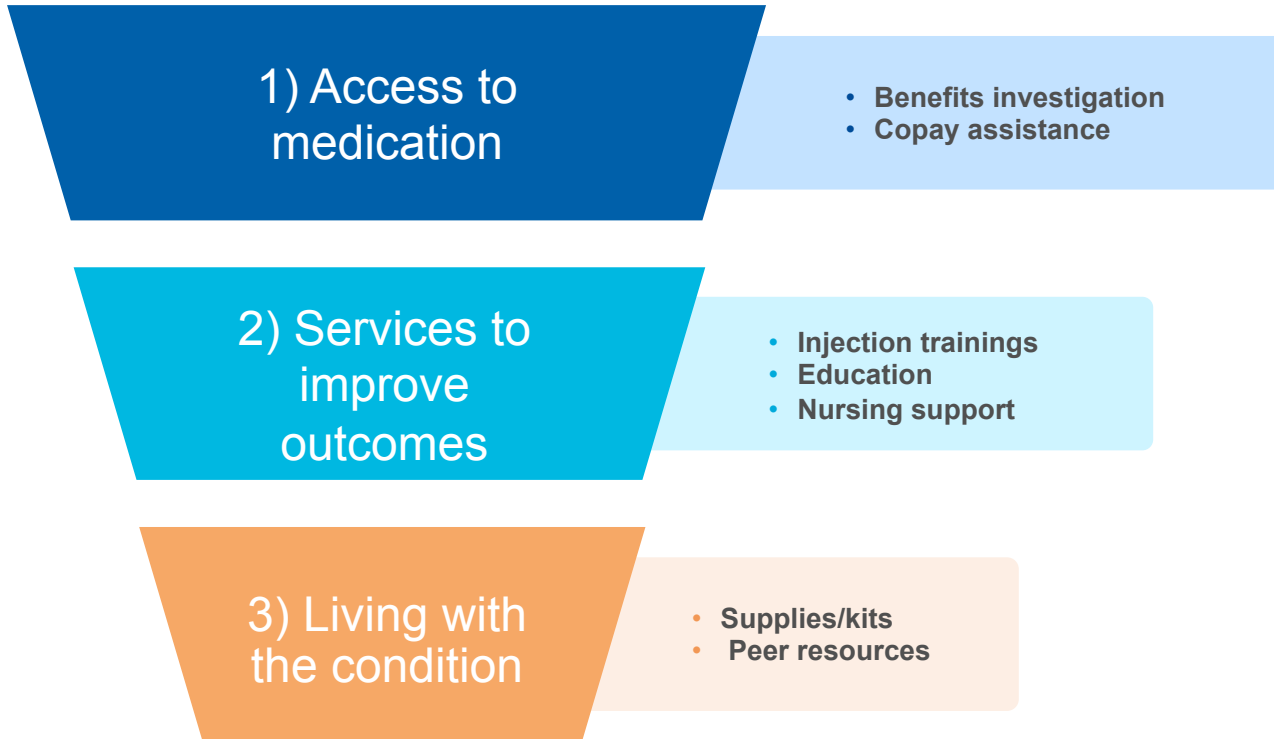 1) Access to
medication
• Benefits investigation
• Copay assistance
2) Services to
improve
outcomes
• Injection trainings
• Education
• Nursing support
3) Living with
the condition
• Supplies/kits
• Peer resources